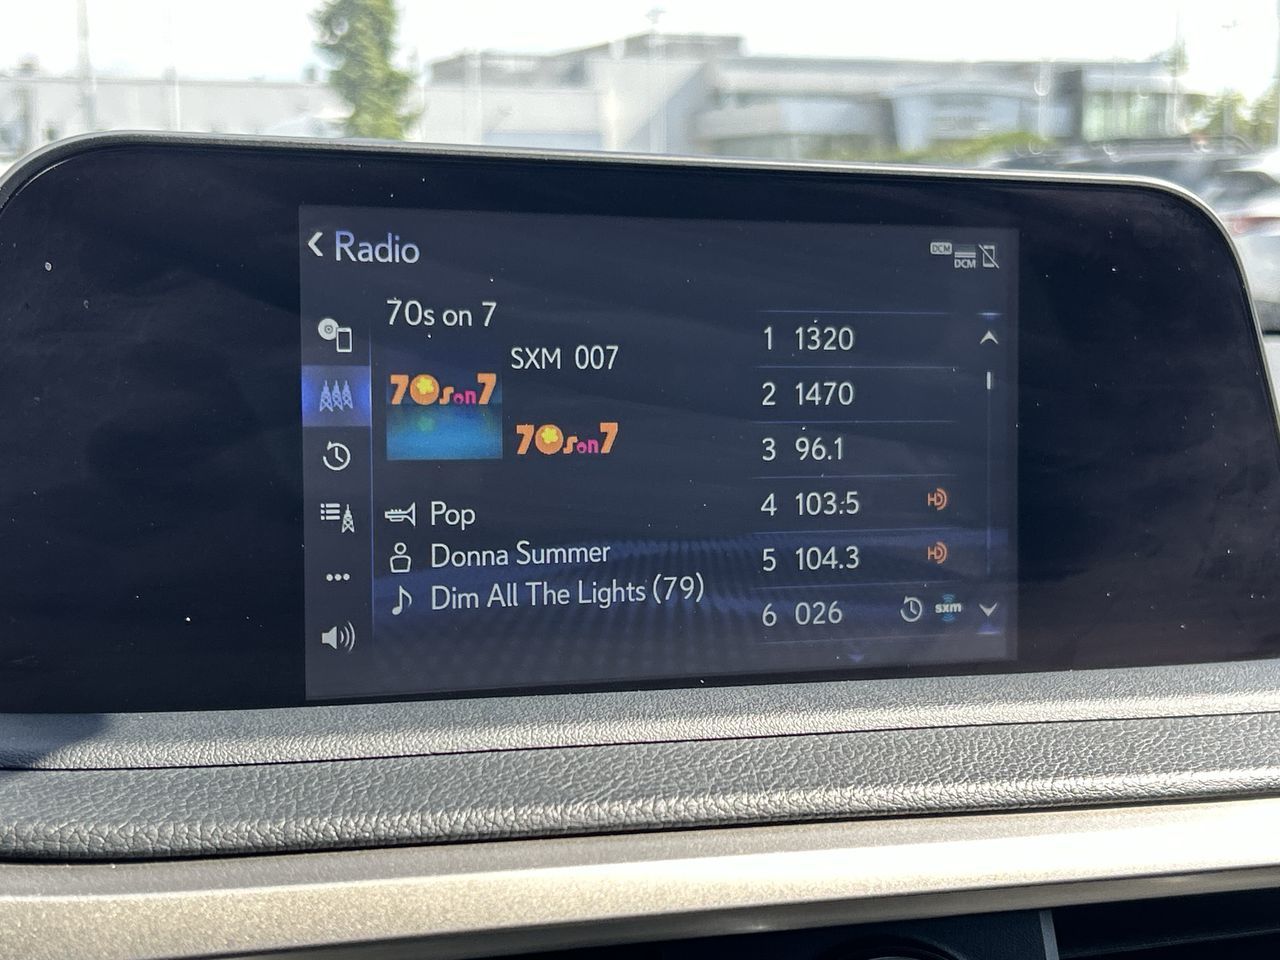 Radio
DCM
DCM
70s on 7
SXM 007
70s on 7
70s on 7
Pop
Donna Summer
Dim All The Lights (79)
1 1320
2 1470
3 96.1
4 103.5 HD
5 104.3 HD
6 026 sxm